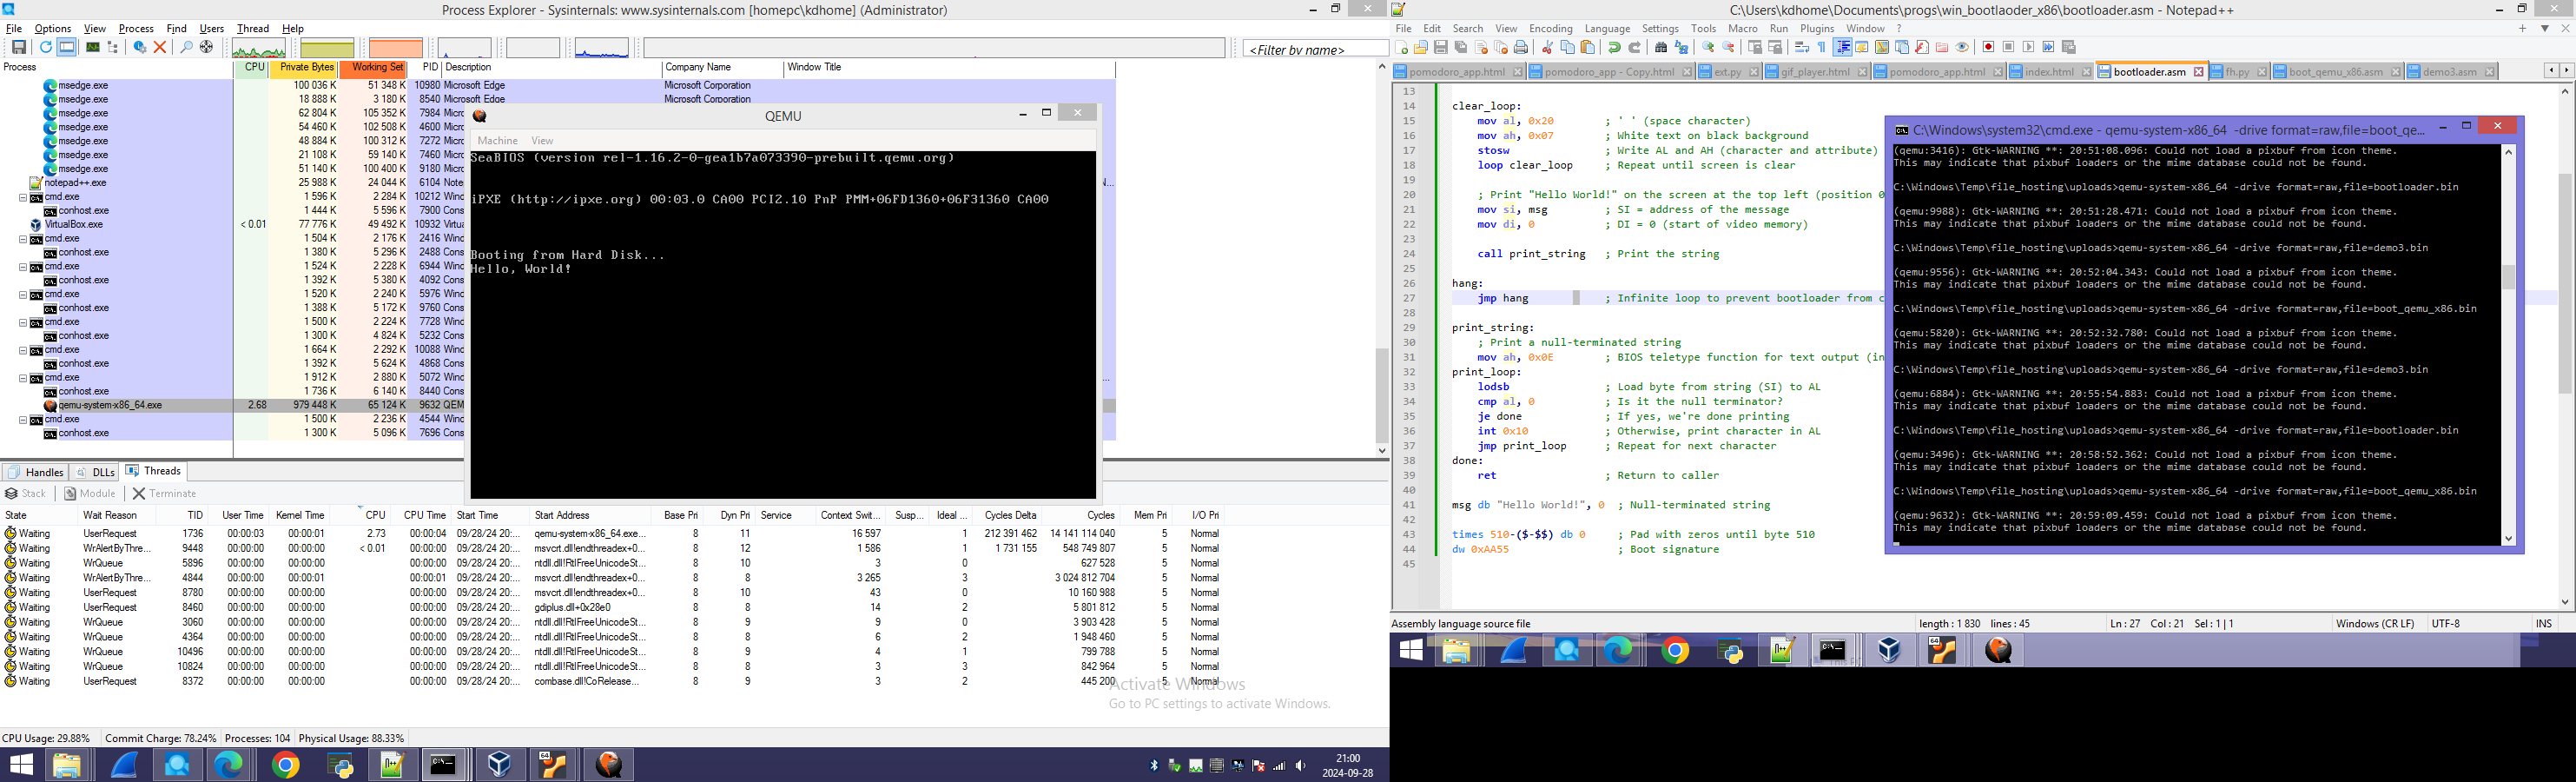 Process Explorer - Sysinternals: www.sysinternals.com [homepc\kdhome] (Administrator)
File Options View Process Find Users Thread Help
<Filter by name>
Process CPU Private Bytes Working Set PID Description Company Name Window Title
msedge.exe 100 036 K 51 348 K 10980 Microsoft Edge Microsoft Corporation
msedge.exe 18 888 K 3 180 K 8540 Microsoft Edge Microsoft Corporation
msedge.exe 62 804 K 105 352 K 7984 Micro
msedge.exe 54 460 K 102 508 K 4600 Micro
msedge.exe 48 884 K 100 312 K 7272 Micro
msedge.exe 21 108 K 59 140 K 7460 Micro
msedge.exe 51 140 K 100 400 K 9180 Micro
notepad++.exe 25 988 K 24 044 K 6104 Note N...
cmd.exe 1 596 K 2 284 K 10212 Wind
conhost.exe 1 444 K 5 596 K 7900 Cons
VirtualBox.exe < 0.01 77 776 K 49 492 K 10932 Virtua
cmd.exe 1 504 K 2 176 K 2416 Wind
conhost.exe 1 380 K 5 296 K 2488 Cons
cmd.exe 1 524 K 2 228 K 6944 Wind
conhost.exe 1 392 K 5 380 K 4092 Cons
cmd.exe 1 520 K 2 240 K 5976 Wind
conhost.exe 1 388 K 5 172 K 9760 Cons
cmd.exe 1 500 K 2 224 K 7728 Wind
conhost.exe 1 300 K 4 824 K 5232 Cons
cmd.exe 1 664 K 2 292 K 10088 Wind
conhost.exe 1 392 K 5 624 K 4868 Cons
cmd.exe 1 912 K 2 880 K 5072 Wind ...
conhost.exe 1 736 K 6 140 K 8440 Cons
qemu-system-x86_64.exe 2.68 979 448 K 65 124 K 9632 QEM
cmd.exe 1 500 K 2 236 K 4544 Wind
conhost.exe 1 300 K 5 096 K 7696 Cons
QEMU
Machine View
SeaBIOS (version rel-1.16.2-0-gea1b7a073390-prebuilt.qemu.org)
iPXE (http://ipxe.org) 00:03.0 CA00 PCI2.10 PnP PMM+06FD1360+06F31360 CA00
Booting from Hard Disk...
Hello, World!
Handles DLLs Threads
Stack Module Terminate
State Wait Reason TID User Time Kernel Time CPU CPU Time Start Time Start Address Base Pri Dyn Pri Service Context Swit... Susp... Ideal ... Cycles Delta Cycles Mem Pri I/O Pri
Waiting UserRequest 1736 00:00:03 00:00:01 2.73 00:00:04 09/28/24 20:... qemu-system-x86_64.exe... 8 11 16 597 1 212 391 462 14 141 114 040 5 Normal
Waiting WrAlertByThre... 9448 00:00:00 00:00:00 < 0.01 00:00:00 09/28/24 20:... msvcrt.dll!endthreadex+0... 8 12 1 586 1 1 731 155 548 749 807 5 Normal
Waiting WrQueue 5896 00:00:00 00:00:00 00:00:00 09/28/24 20:... ntdll.dll!RtlFreeUnicodeSt... 8 10 3 0 627 528 5 Normal
Waiting WrAlertByThre... 4844 00:00:00 00:00:01 00:00:01 09/28/24 20:... msvcrt.dll!endthreadex+0... 8 8 3 265 3 3 024 812 704 5 Normal
Waiting UserRequest 8780 00:00:00 00:00:00 00:00:00 09/28/24 20:... msvcrt.dll!endthreadex+0... 8 10 43 0 10 160 988 5 Normal
Waiting UserRequest 8460 00:00:00 00:00:00 00:00:00 09/28/24 20:... gdiplus.dll+0x28e0 8 8 14 2 5 801 812 5 Normal
Waiting WrQueue 3060 00:00:00 00:00:00 00:00:00 09/28/24 20:... ntdll.dll!RtlFreeUnicodeSt... 8 9 9 0 3 903 428 5 Normal
Waiting WrQueue 4364 00:00:00 00:00:00 00:00:00 09/28/24 20:... ntdll.dll!RtlFreeUnicodeSt... 8 8 6 2 1 948 460 5 Normal
Waiting WrQueue 10496 00:00:00 00:00:00 00:00:00 09/28/24 20:... ntdll.dll!RtlFreeUnicodeSt... 8 9 4 1 799 788 5 Normal
Waiting WrQueue 10824 00:00:00 00:00:00 00:00:00 09/28/24 20:... ntdll.dll!RtlFreeUnicodeSt... 8 8 3 3 842 964 5 Normal
Waiting UserRequest 8372 00:00:00 00:00:00 00:00:00 09/28/24 20:... combase.dll!CoRelease... 8 9 3 2 445 200 5 Normal
Activate Windows
Go to PC settings to activate Windows.
CPU Usage: 29.88% Commit Charge: 78.24% Processes: 104 Physical Usage: 88.33%
21:00
2024-09-28
C:\Users\kdhome\Documents\progs\win_bootlaoder_x86\bootloader.asm - Notepad++
File Edit Search View Encoding Language Settings Tools Macro Run Plugins Window ?
pomodoro_app.html pomodoro_app - Copy.html ext.py gif_player.html pomodoro_app.html index.html bootloader.asm fh.py boot_qemu_x86.asm demo3.asm
13
14 clear_loop:
15 mov al, 0x20 ; ' ' (space character)
16 mov ah, 0x07 ; White text on black background
17 stosw ; Write AL and AH (character and attribute)
18 loop clear_loop ; Repeat until screen is clear
19
20 ; Print "Hello World!" on the screen at the top left (position 0
21 mov si, msg ; SI = address of the message
22 mov di, 0 ; DI = 0 (start of video memory)
23
24 call print_string ; Print the string
25
26 hang:
27 jmp hang ; Infinite loop to prevent bootloader from c
28
29 print_string:
30 ; Print a null-terminated string
31 mov ah, 0x0E ; BIOS teletype function for text output (in
32 print_loop:
33 lodsb ; Load byte from string (SI) to AL
34 cmp al, 0 ; Is it the null terminator?
35 je done ; If yes, we're done printing
36 int 0x10 ; Otherwise, print character in AL
37 jmp print_loop ; Repeat for next character
38 done:
39 ret ; Return to caller
40
41 msg db "Hello World!", 0 ; Null-terminated string
42
43 times 510-($-$$) db 0 ; Pad with zeros until byte 510
44 dw 0xAA55 ; Boot signature
45
C:\Windows\system32\cmd.exe - qemu-system-x86_64 -drive format=raw,file=boot_qe...
(qemu:3416): Gtk-WARNING **: 20:51:08.096: Could not load a pixbuf from icon theme.
This may indicate that pixbuf loaders or the mime database could not be found.
C:\Windows\Temp\file_hosting\uploads>qemu-system-x86_64 -drive format=raw,file=bootloader.bin
(qemu:9988): Gtk-WARNING **: 20:51:28.471: Could not load a pixbuf from icon theme.
This may indicate that pixbuf loaders or the mime database could not be found.
C:\Windows\Temp\file_hosting\uploads>qemu-system-x86_64 -drive format=raw,file=demo3.bin
(qemu:9556): Gtk-WARNING **: 20:52:04.343: Could not load a pixbuf from icon theme.
This may indicate that pixbuf loaders or the mime database could not be found.
C:\Windows\Temp\file_hosting\uploads>qemu-system-x86_64 -drive format=raw,file=boot_qemu_x86.bin
(qemu:5820): Gtk-WARNING **: 20:52:32.780: Could not load a pixbuf from icon theme.
This may indicate that pixbuf loaders or the mime database could not be found.
C:\Windows\Temp\file_hosting\uploads>qemu-system-x86_64 -drive format=raw,file=demo3.bin
(qemu:6884): Gtk-WARNING **: 20:55:54.883: Could not load a pixbuf from icon theme.
This may indicate that pixbuf loaders or the mime database could not be found.
C:\Windows\Temp\file_hosting\uploads>qemu-system-x86_64 -drive format=raw,file=bootloader.bin
(qemu:3496): Gtk-WARNING **: 20:58:52.362: Could not load a pixbuf from icon theme.
This may indicate that pixbuf loaders or the mime database could not be found.
C:\Windows\Temp\file_hosting\uploads>qemu-system-x86_64 -drive format=raw,file=boot_qemu_x86.bin
(qemu:9632): Gtk-WARNING **: 20:59:09.459: Could not load a pixbuf from icon theme.
This may indicate that pixbuf loaders or the mime database could not be found.
Assembly language source file length : 1 830 lines : 45 Ln : 27 Col : 21 Sel : 1 | 1 Windows (CR LF) UTF-8 INS